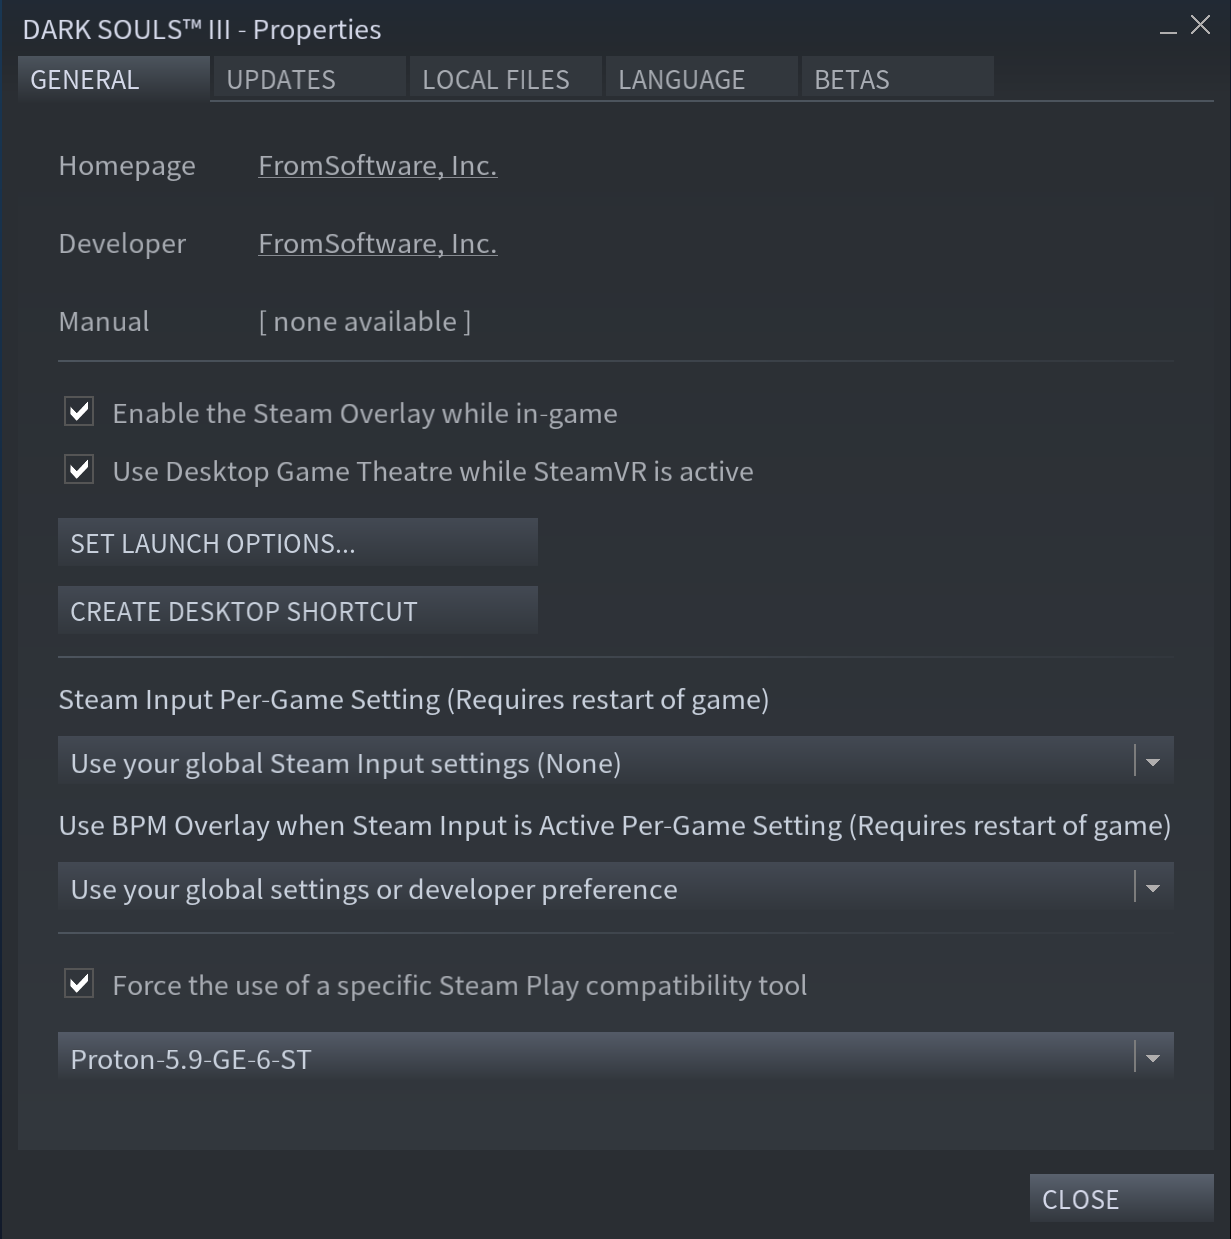 DARK SOULS™ III - Properties
GENERAL UPDATES LOCAL FILES LANGUAGE BETAS
Homepage FromSoftware, Inc.
Developer FromSoftware, Inc.
Manual [ none available ]
Enable the Steam Overlay while in-game
Use Desktop Game Theatre while SteamVR is active
SET LAUNCH OPTIONS...
CREATE DESKTOP SHORTCUT
Steam Input Per-Game Setting (Requires restart of game)
Use your global Steam Input settings (None)
Use BPM Overlay when Steam Input is Active Per-Game Setting (Requires restart of game)
Use your global settings or developer preference
Force the use of a specific Steam Play compatibility tool
Proton-5.9-GE-6-ST
CLOSE